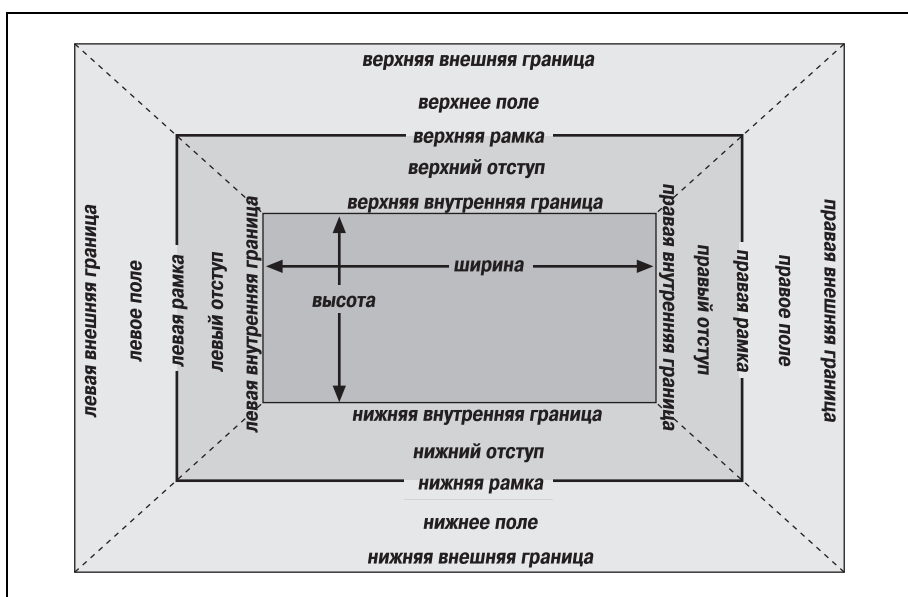 верхняя внешняя граница
верхнее поле
верхняя рамка
верхний отступ
верхняя внутренняя граница
левая внешняя граница
левое поле
левая рамка
левый отступ
левая внутренняя граница
ширина
высота
правая внутренняя граница
правый отступ
правая рамка
правое поле
правая внешняя граница
нижняя внутренняя граница
нижний отступ
нижняя рамка
нижнее поле
нижняя внешняя граница